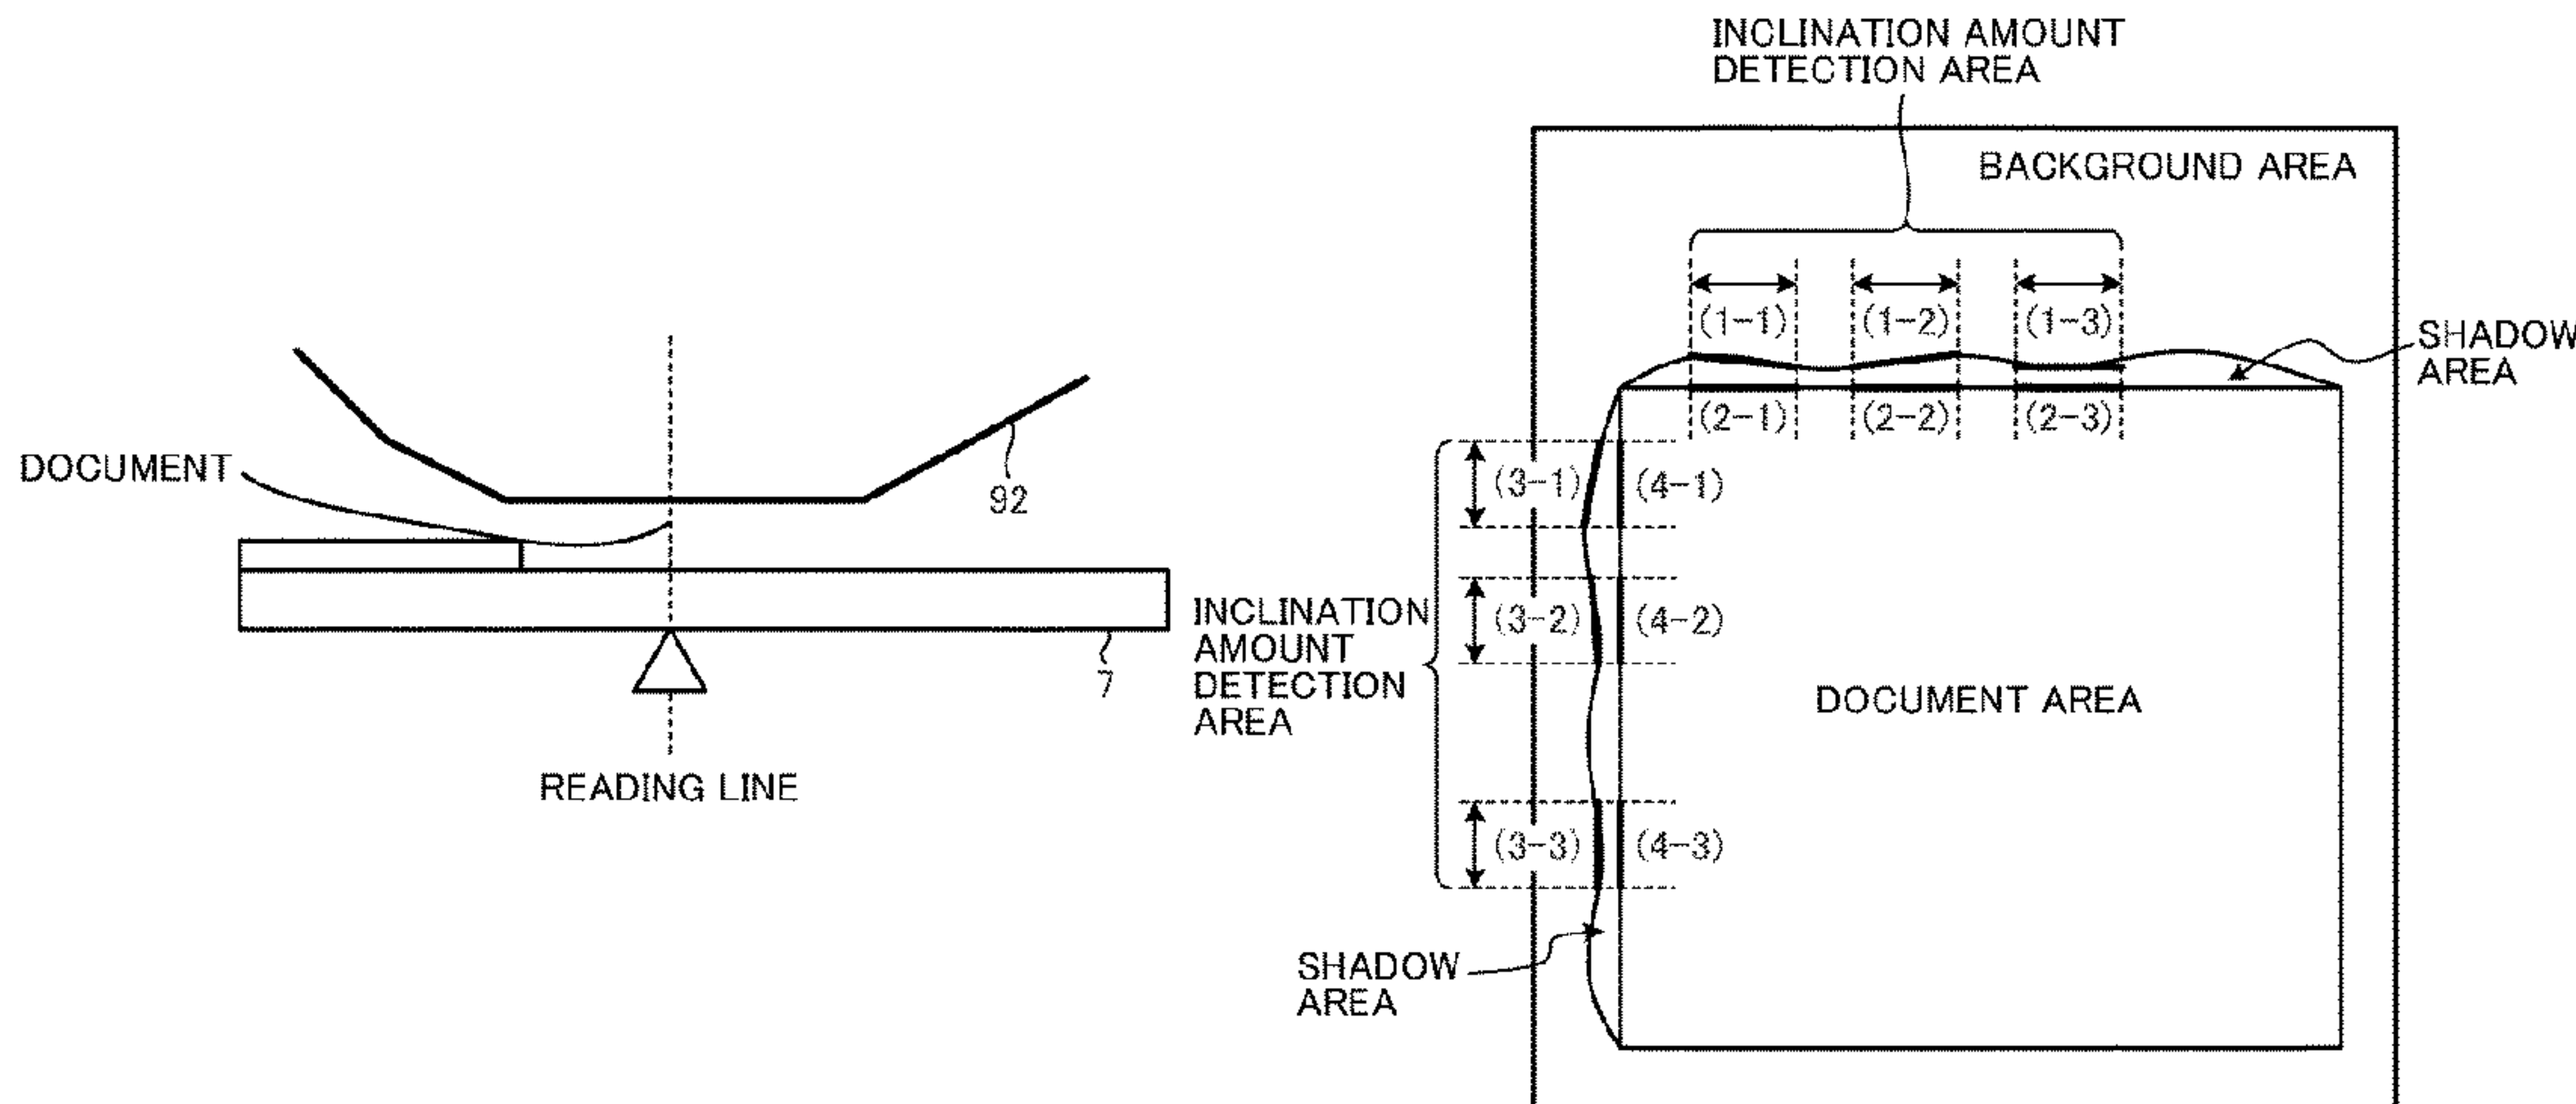 DOCUMENT
92
7
READING LINE
INCLINATION AMOUNT
DETECTION AREA
BACKGROUND AREA
(1-1)
(1-2)
(1-3)
SHADOW
AREA
(2-1)
(2-2)
(2-3)
INCLINATION
AMOUNT
DETECTION
AREA
(3-1)
(4-1)
(3-2)
(4-2)
(3-3)
(4-3)
DOCUMENT AREA
SHADOW
AREA